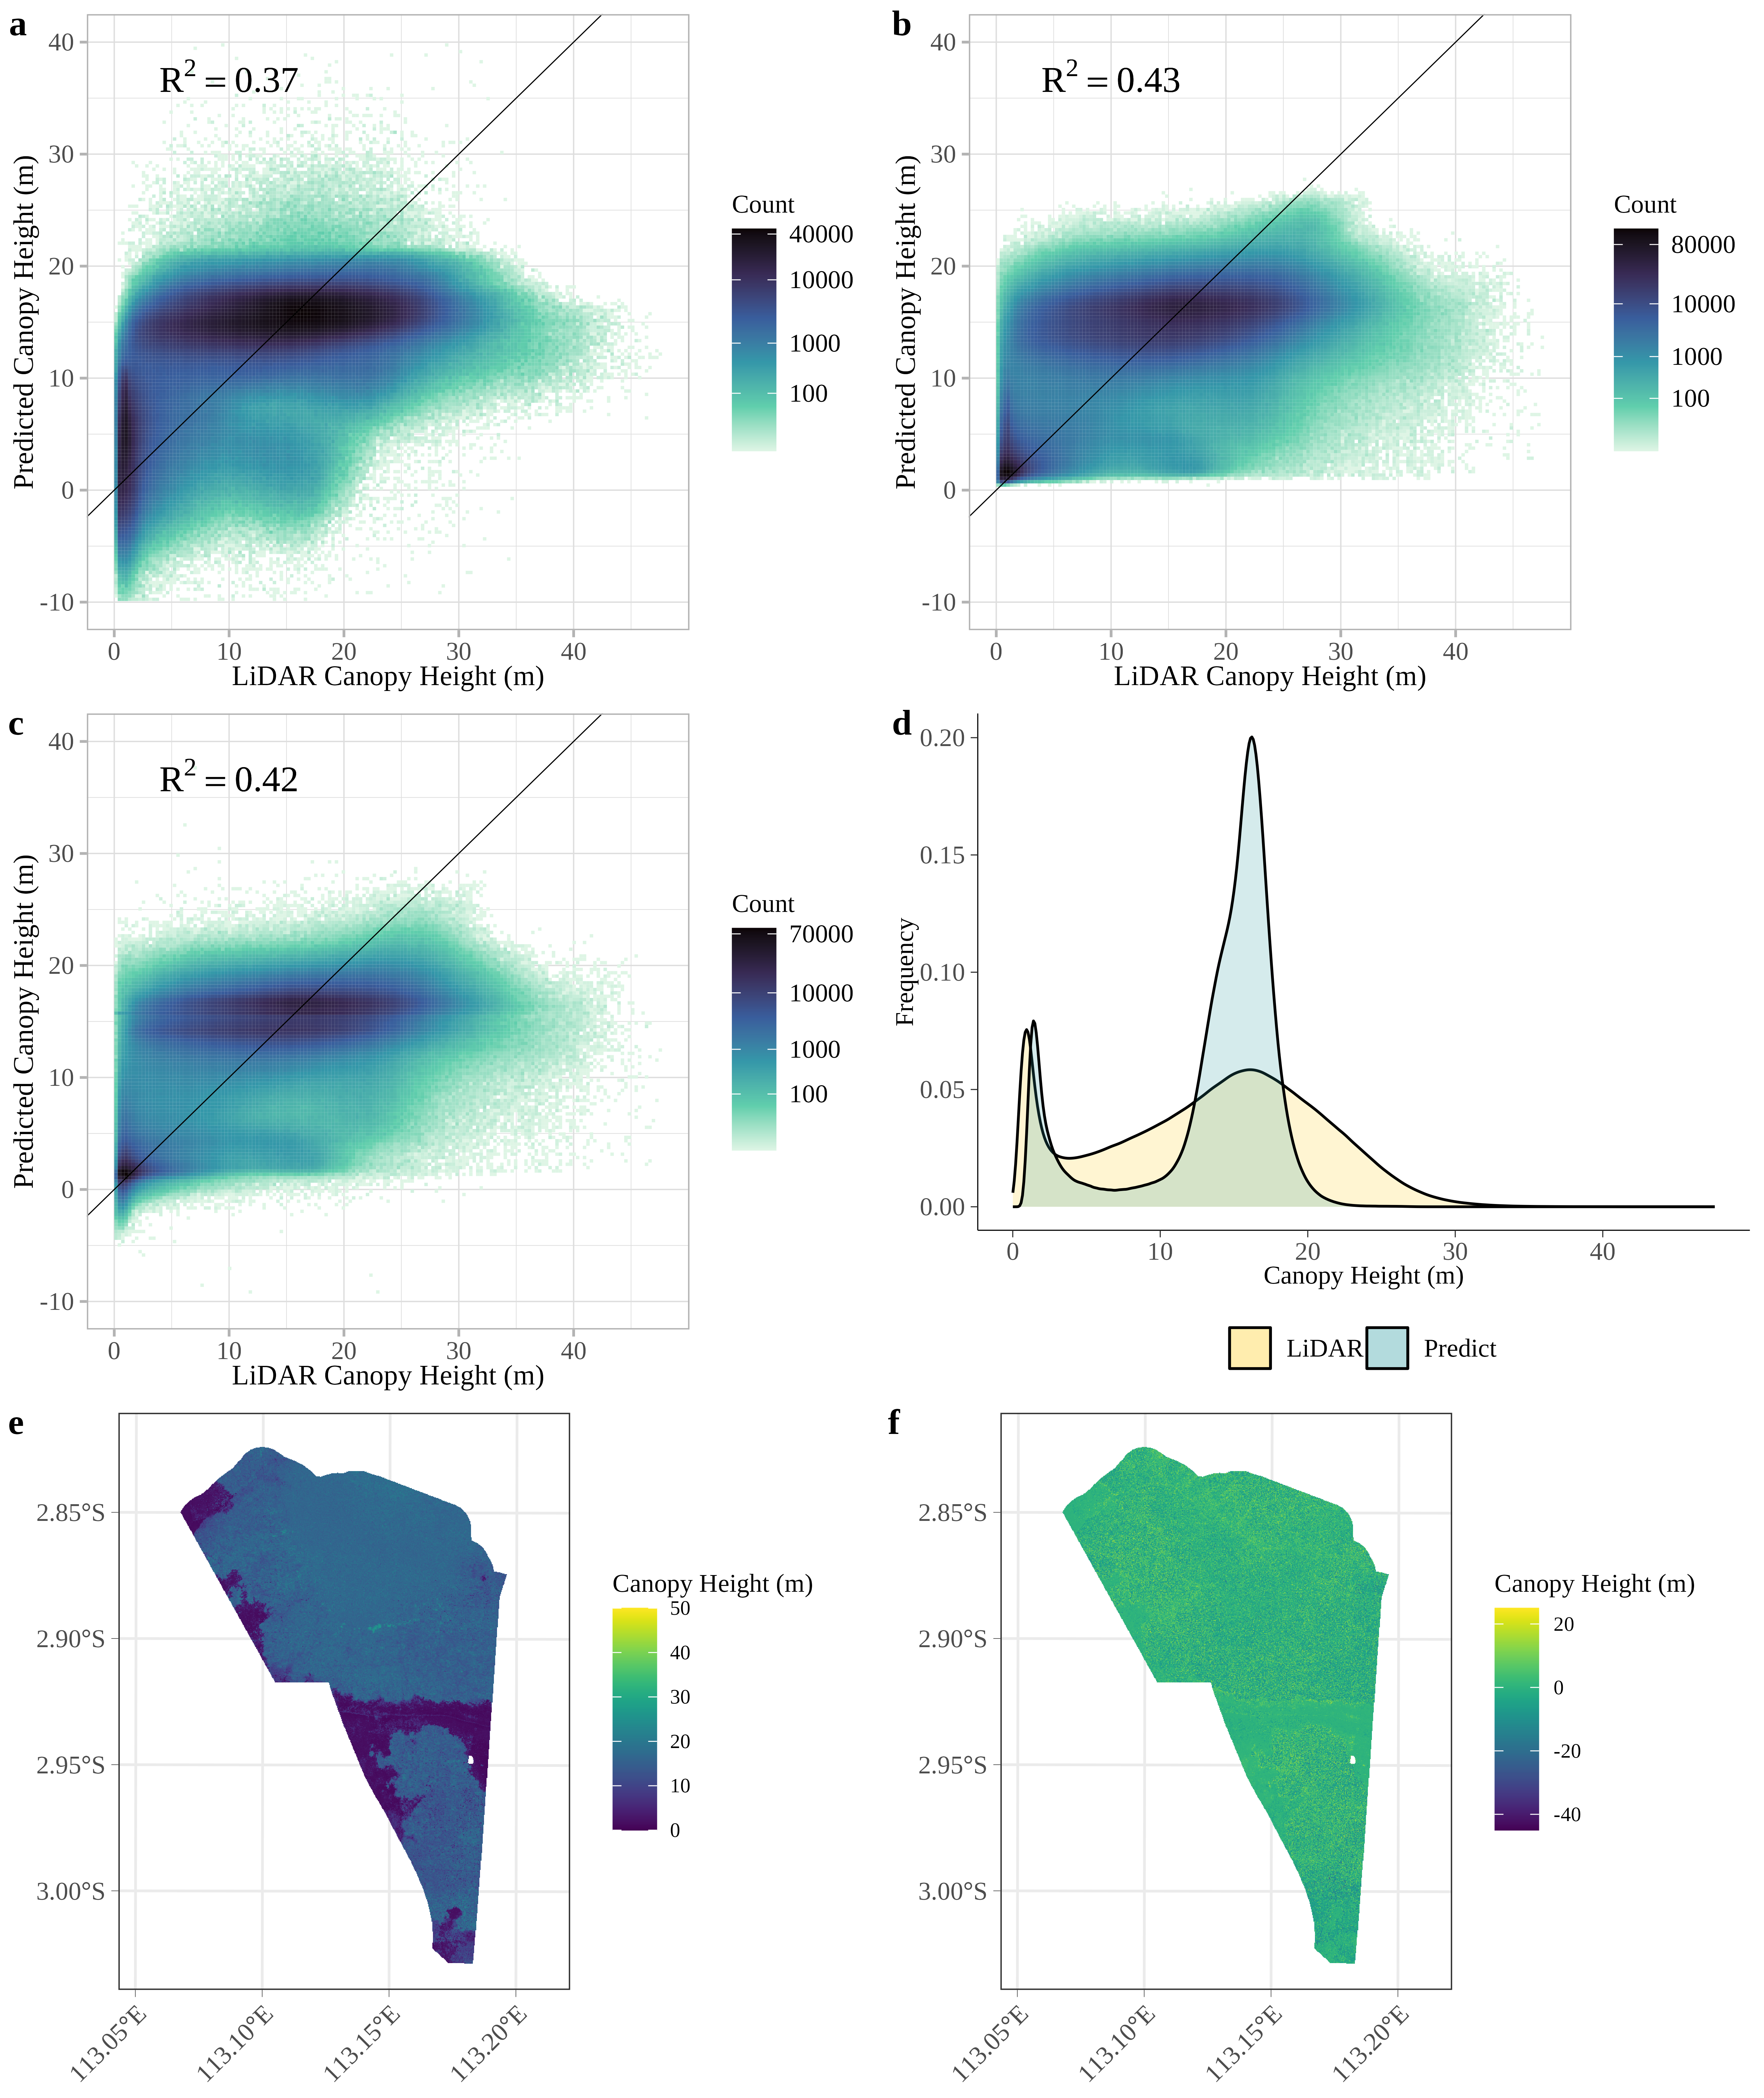 a
R² = 0.37
Predicted Canopy Height (m)
40
30
20
10
0
-10
0 10 20 30 40
LiDAR Canopy Height (m)
Count
40000
10000
1000
100
b
R² = 0.43
Predicted Canopy Height (m)
40
30
20
10
0
-10
0 10 20 30 40
LiDAR Canopy Height (m)
Count
80000
10000
1000
100
c
R² = 0.42
Predicted Canopy Height (m)
40
30
20
10
0
-10
0 10 20 30 40
LiDAR Canopy Height (m)
Count
70000
10000
1000
100
d
Frequency
0.20
0.15
0.10
0.05
0.00
0 10 20 30 40
Canopy Height (m)
LiDAR Predict
e
2.85°S
2.90°S
2.95°S
3.00°S
113.05°E 113.10°E 113.15°E 113.20°E
Canopy Height (m)
50
40
30
20
10
0
f
2.85°S
2.90°S
2.95°S
3.00°S
113.05°E 113.10°E 113.15°E 113.20°E
Canopy Height (m)
20
0
-20
-40